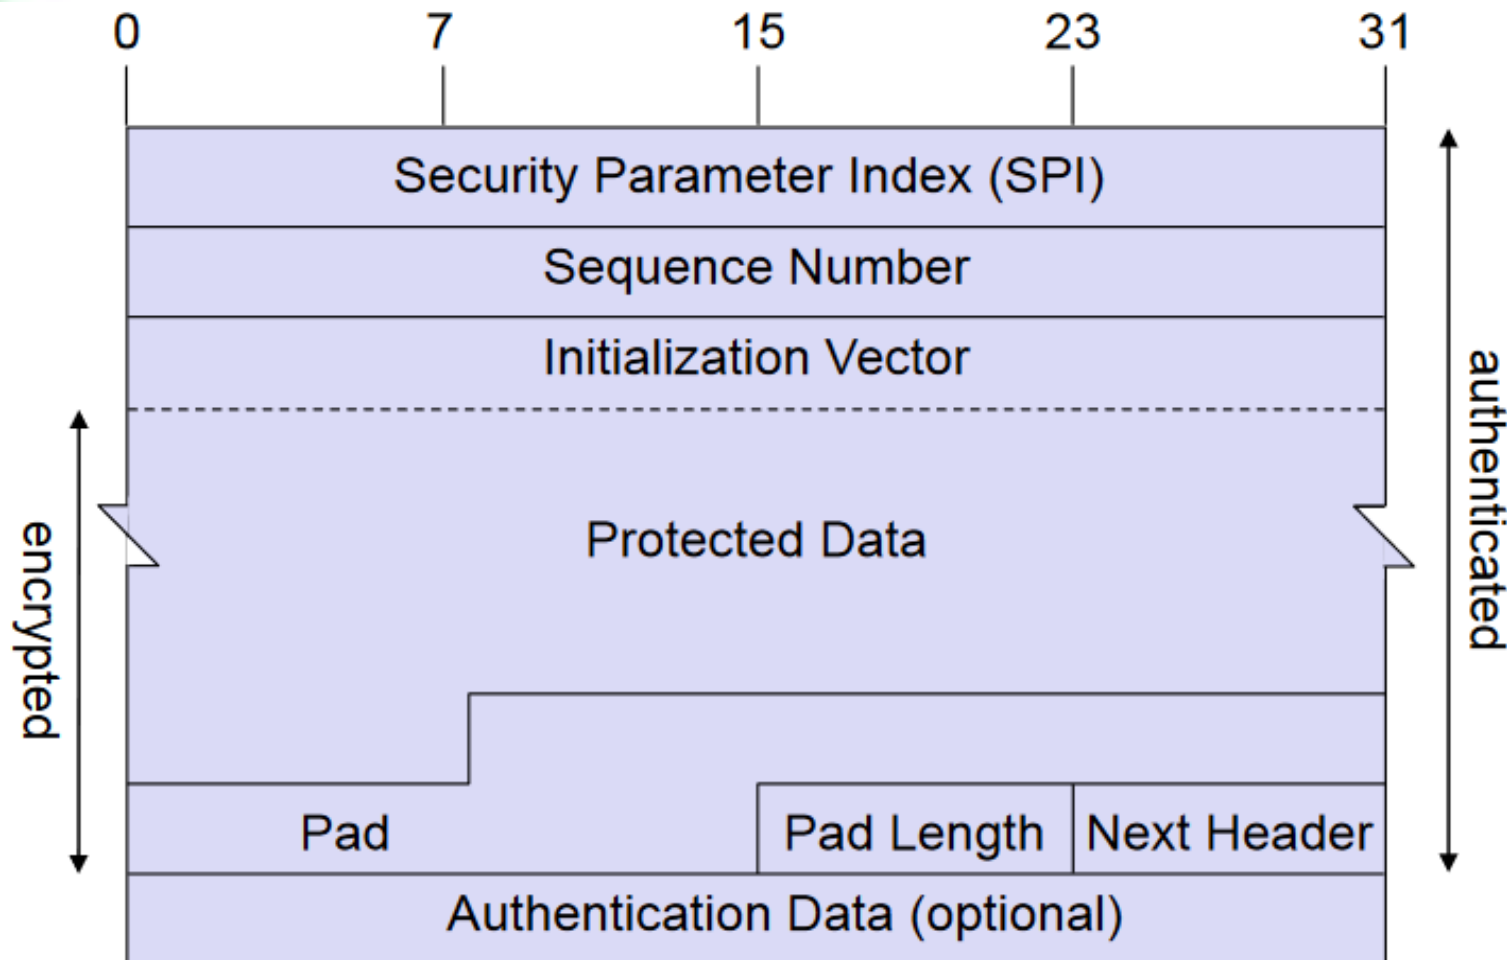 0 7 15 23 31
Security Parameter Index (SPI)
Sequence Number
Initialization Vector
Protected Data
Pad Pad Length Next Header
Authentication Data (optional)
encrypted
authenticated